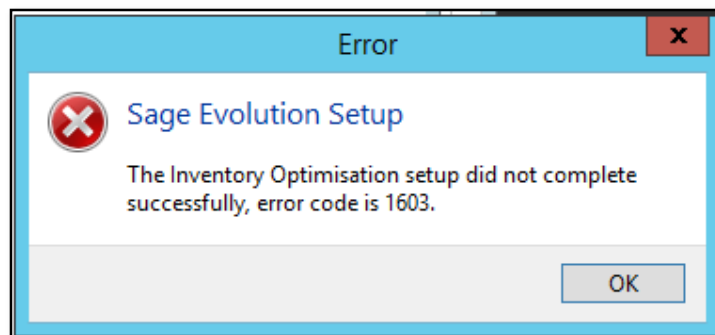 Error
x
Sage Evolution Setup
The Inventory Optimisation setup did not complete
successfully, error code is 1603.
OK